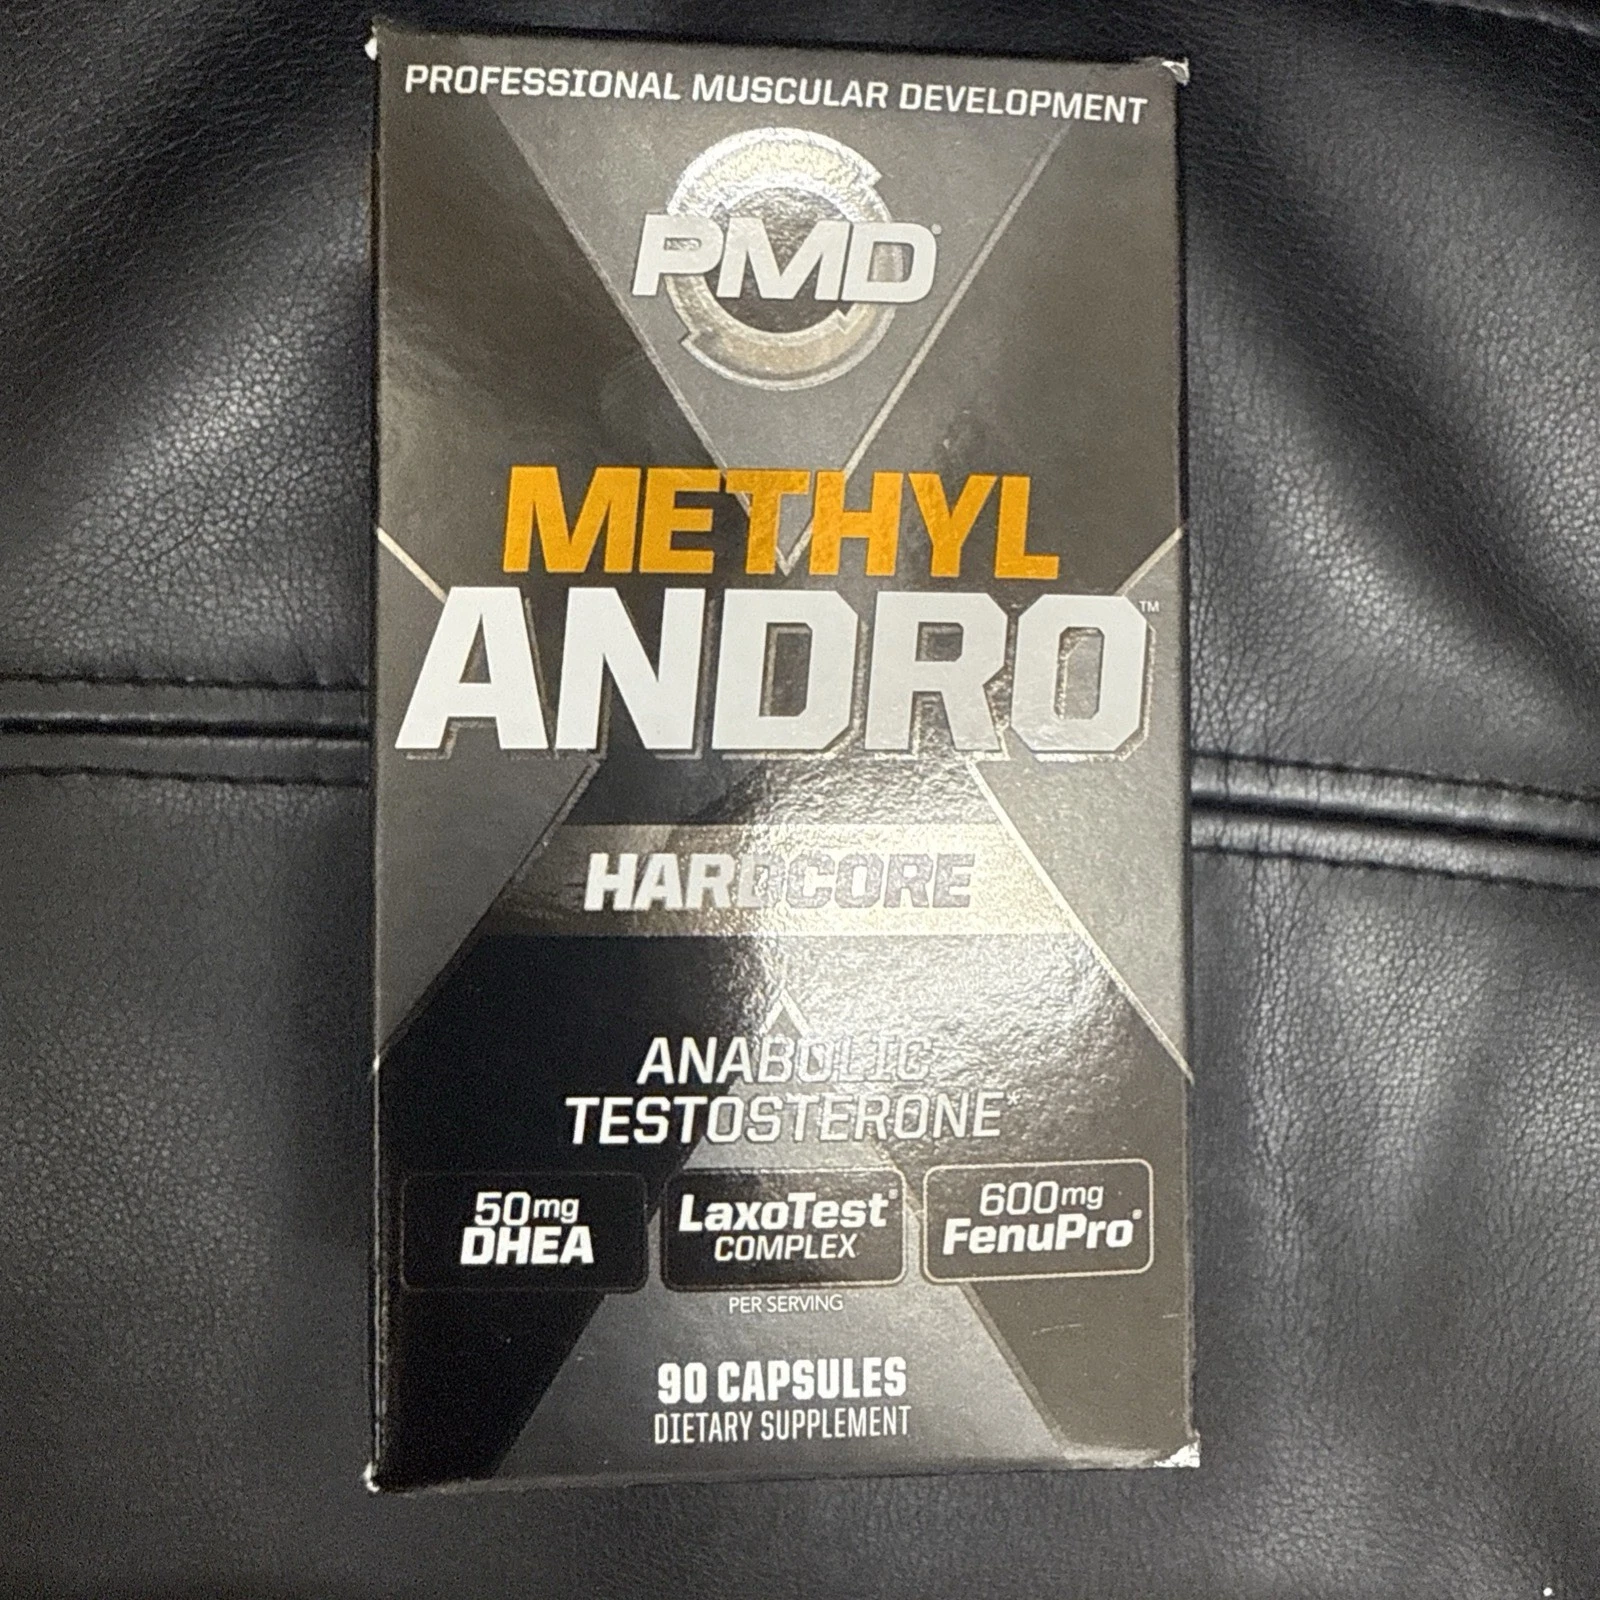 PROFESSIONAL MUSCULAR DEVELOPMENT
PMD®
METHYL
ANDRO™
HARDCORE
ANABOLIC
TESTOSTERONE*
50mg
DHEA
LaxoTest®
COMPLEX
600mg
FenuPro®
PER SERVING
90 CAPSULES
DIETARY SUPPLEMENT